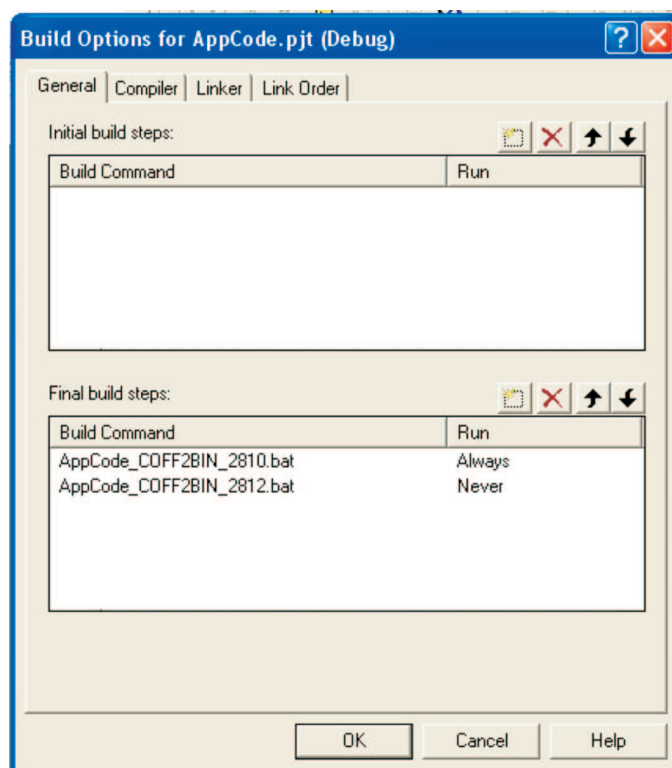 Build Options for AppCode.pjt (Debug)
General Compiler Linker Link Order
Initial build steps:
Build Command Run
Final build steps:
Build Command Run
AppCode_COFF2BIN_2810.bat Always
AppCode_COFF2BIN_2812.bat Never
OK Cancel Help